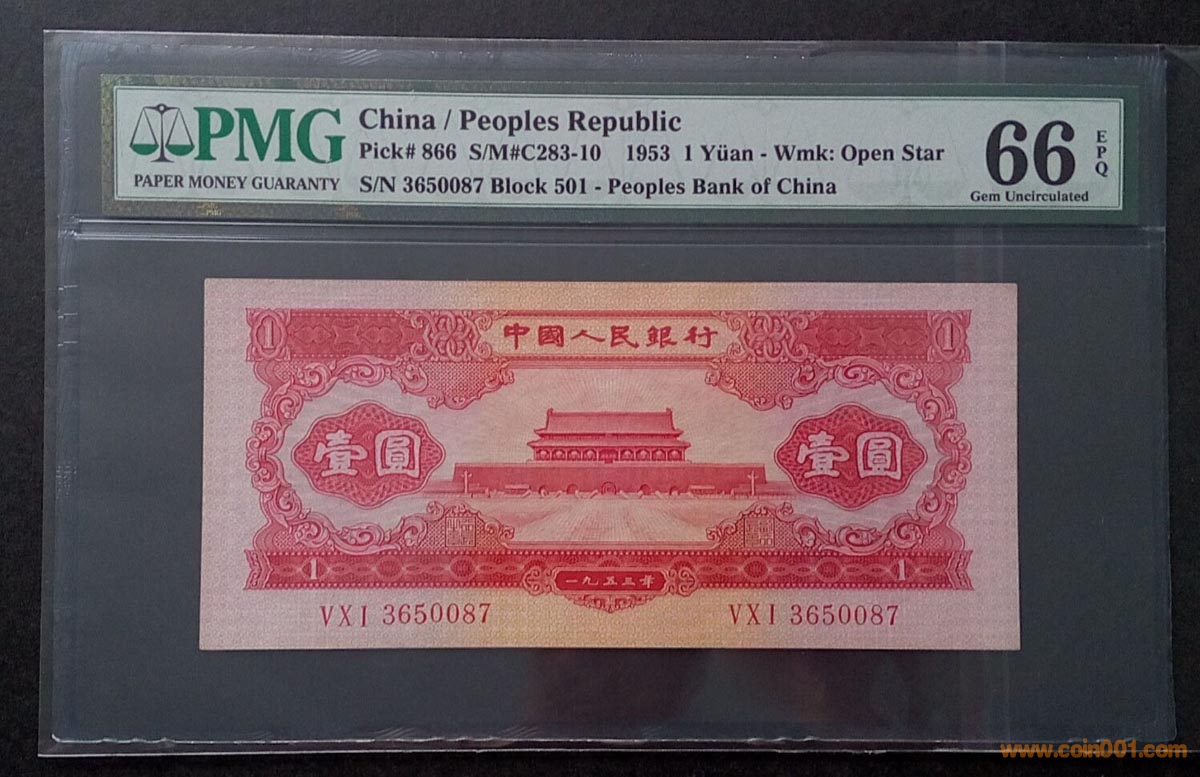 PMG
PAPER MONEY GUARANTY
China / Peoples Republic
Pick# 866 S/M#C283-10 1953 1 Yüan - Wmk: Open Star
S/N 3650087 Block 501 - Peoples Bank of China
66
EPQ
Gem Uncirculated
1 中國人民銀行 1
壹圓 壹圓
1 一九五三年 1
VXI 3650087 VXI 3650087
www.coin001.com